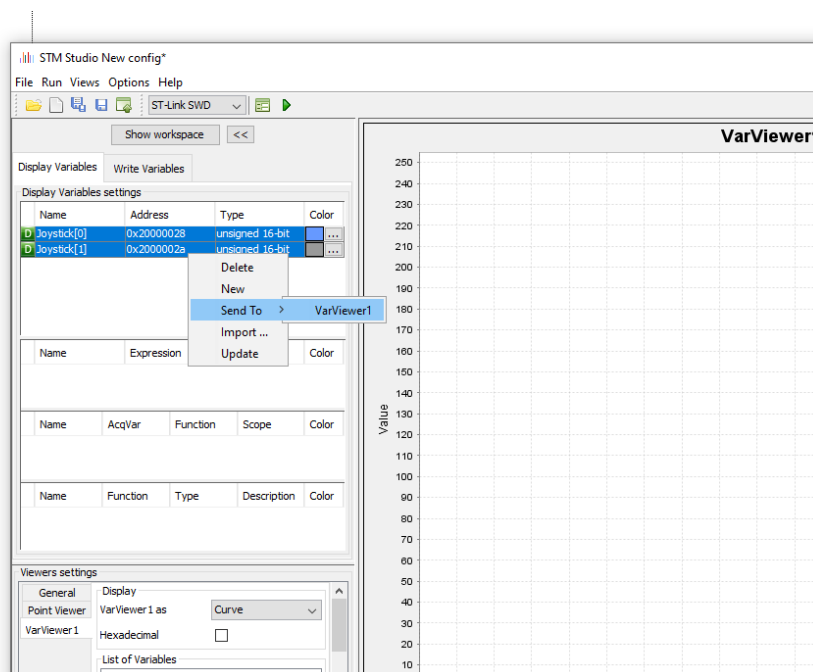 STM Studio New config*
File Run Views Options Help
ST-Link SWD
Show workspace <<
Display Variables Write Variables
Display Variables settings
Name Address Type Color
D Joystick[0] 0x20000028 unsigned 16-bit ...
D Joystick[1] 0x2000002a unsigned 16-bit ...
Delete
New
Send To > VarViewer1
Import ...
Update
Name Expression Color
Name AcqVar Function Scope Color
Name Function Type Description Color
Viewers settings
General
Point Viewer
VarViewer1
Display
VarViewer1 as Curve
Hexadecimal
List of Variables
VarViewer
Value
250
240
230
220
210
200
190
180
170
160
150
140
130
120
110
100
90
80
70
60
50
40
30
20
10